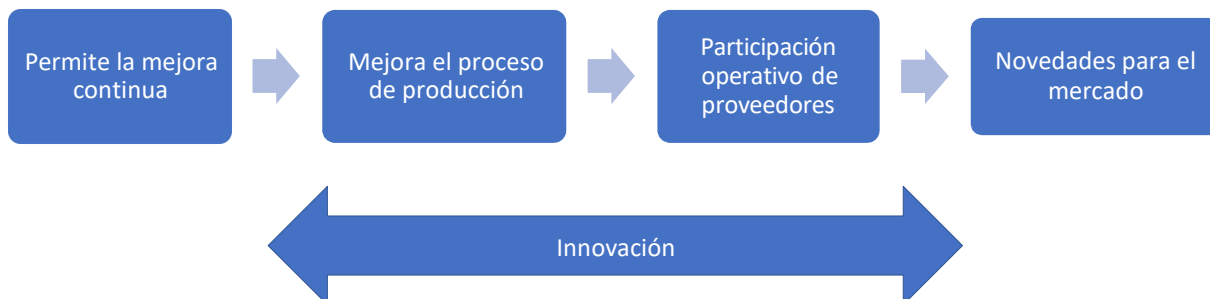 Permite la mejora
continua
Mejora el proceso
de producción
Participación
operativo de
proveedores
Novedades para el
mercado
Innovación